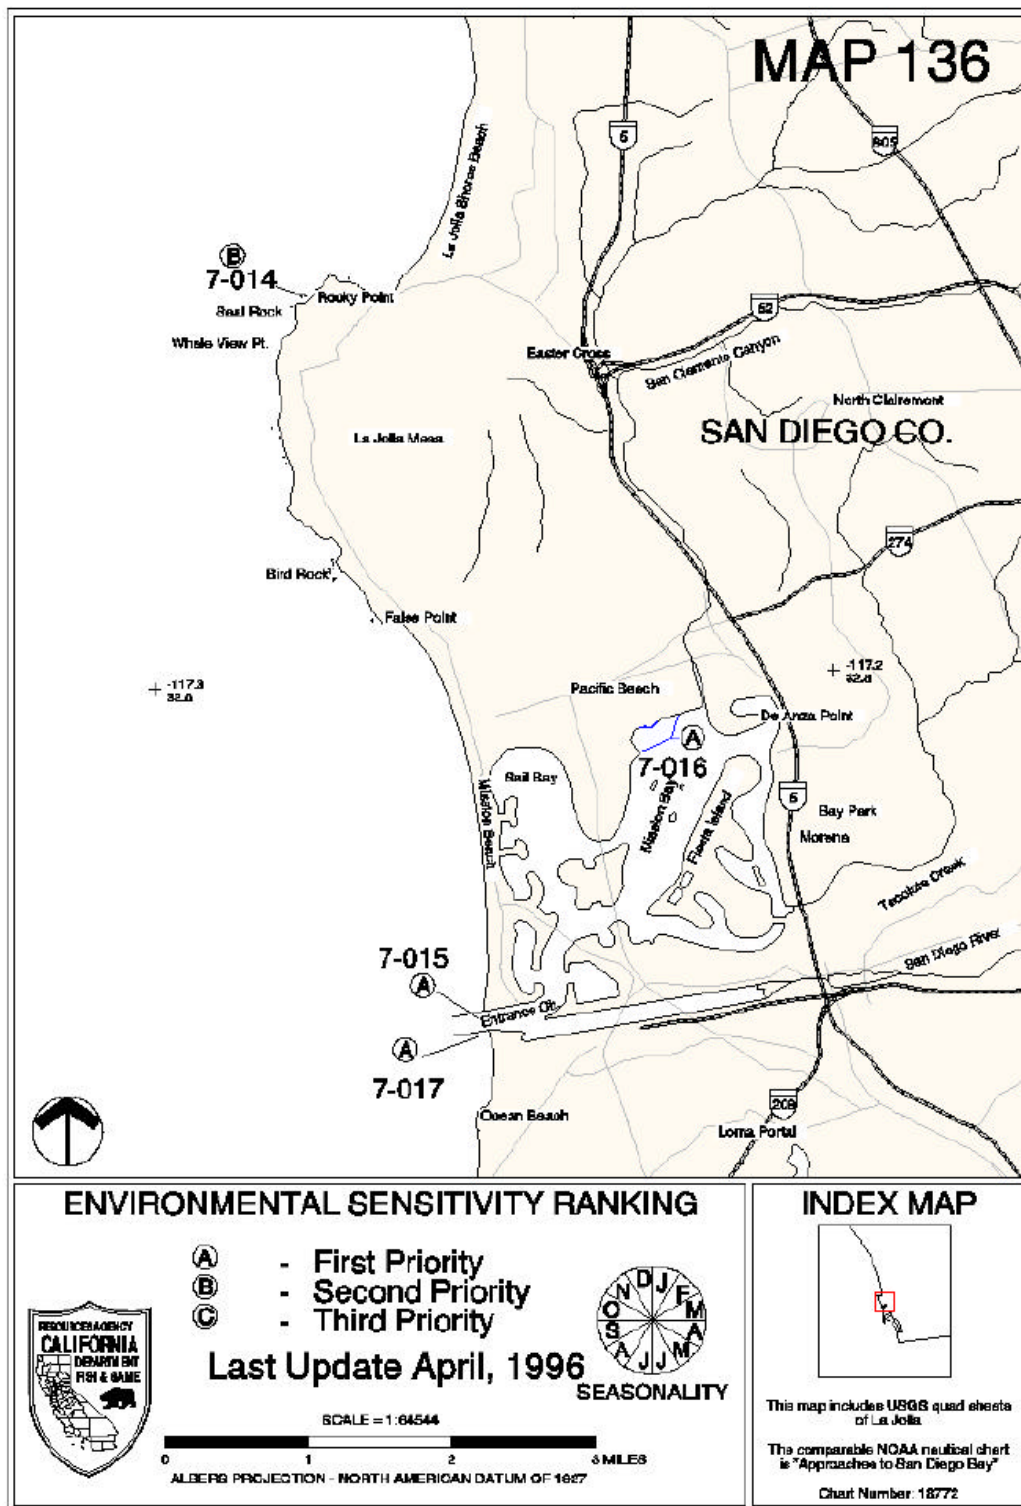 MAP 136
5
805
La Jolla Shores Beach
B
7-014
Rocky Point
Seal Rock
Whale View Pt.
52
Easter Cross
San Clemente Canyon
North Clairemont
SAN DIEGO CO.
La Jolla Mesa
274
Bird Rock
False Point
-117.3
32.8
-117.2
32.8
Pacific Beach
De Anza Point
A
7-016
Sail Bay
Mission Bay
Fiesta Island
Mission Beach
5
Bay Park
Morena
Tecolote Creek
San Diego River
7-015
A
Entrance Ch.
A
7-017
Ocean Beach
209
Loma Portal
ENVIRONMENTAL SENSITIVITY RANKING
A - First Priority
B - Second Priority
C - Third Priority
Last Update April, 1996
J F M A M J J A S O N D
SEASONALITY
RESOURCES AGENCY
CALIFORNIA
DEPARTMENT
FISH & GAME
SCALE = 1:64544
0 1 2 3 MILES
ALBERS PROJECTION - NORTH AMERICAN DATUM OF 1927
INDEX MAP
This map includes USGS quad sheets
of La Jolla
The comparable NOAA nautical chart
is "Approaches to San Diego Bay"
Chart Number: 18772